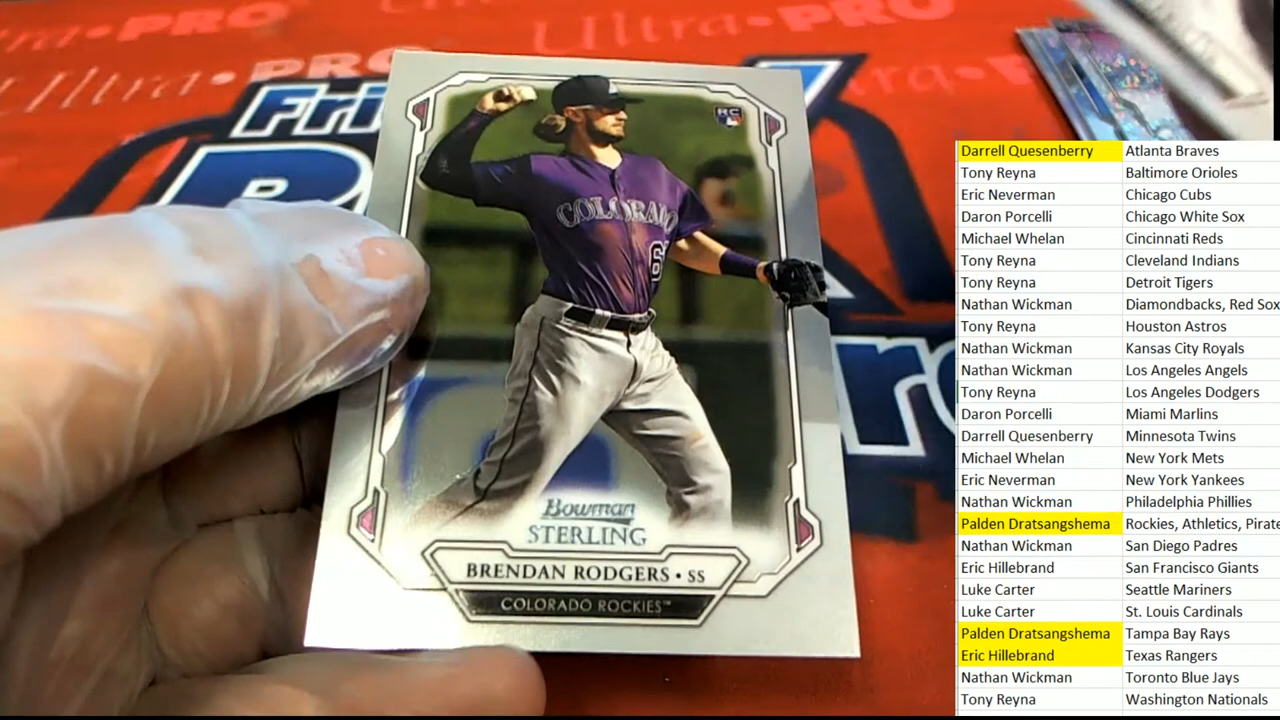 Ultra•PRO
Ultra•PRO
Ultra•PRO
Fri
RC
COLORADO
6
Bowman
STERLING
BRENDAN RODGERS • SS
COLORADO ROCKIES™
Darrell Quesenberry Atlanta Braves
Tony Reyna Baltimore Orioles
Eric Neverman Chicago Cubs
Daron Porcelli Chicago White Sox
Michael Whelan Cincinnati Reds
Tony Reyna Cleveland Indians
Tony Reyna Detroit Tigers
Nathan Wickman Diamondbacks, Red Sox
Tony Reyna Houston Astros
Nathan Wickman Kansas City Royals
Nathan Wickman Los Angeles Angels
Tony Reyna Los Angeles Dodgers
Daron Porcelli Miami Marlins
Darrell Quesenberry Minnesota Twins
Michael Whelan New York Mets
Eric Neverman New York Yankees
Nathan Wickman Philadelphia Phillies
Palden Dratsangshema Rockies, Athletics, Pirate
Nathan Wickman San Diego Padres
Eric Hillebrand San Francisco Giants
Luke Carter Seattle Mariners
Luke Carter St. Louis Cardinals
Palden Dratsangshema Tampa Bay Rays
Eric Hillebrand Texas Rangers
Nathan Wickman Toronto Blue Jays
Tony Reyna Washington Nationals